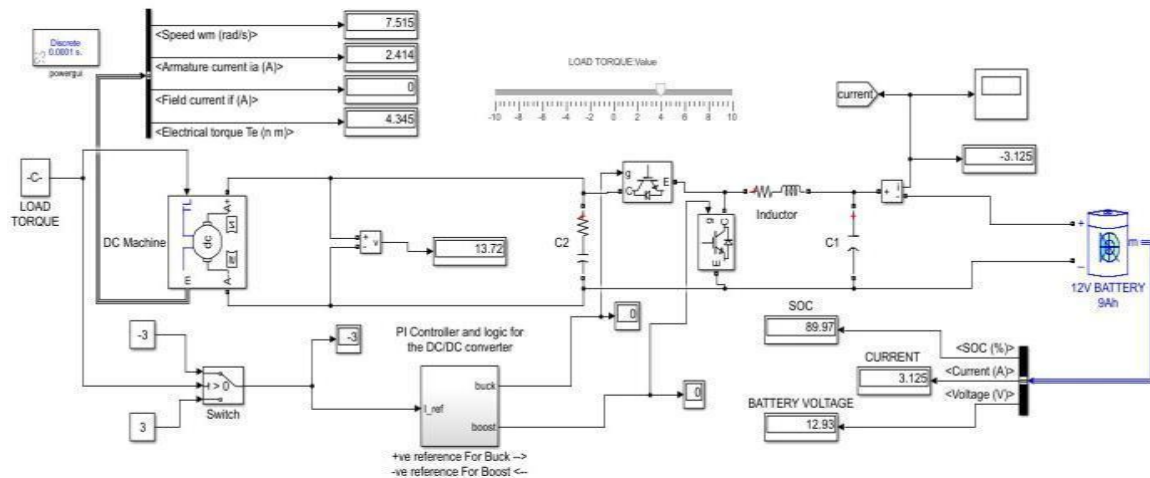 Discrete
0.0001 s.
powergui
<Speed wm (rad/s)>
7.515
<Armature current ia (A)>
2.414
<Field current if (A)>
0
<Electrical torque Te (n m)>
4.345
LOAD TORQUE:Value
-10 -8 -6 -4 -2 0 2 4 6 8 10
current
-3.125
-C-
LOAD
TORQUE
TL
A+
dc
m
A-
DC Machine
+
-
v
13.72
C2
g
C
E
g
C
E
Inductor
C1
+
i
-
+
m
-
12V BATTERY
9Ah
-3
> 0
3
Switch
-3
PI Controller and logic for
the DC/DC converter
I_ref
buck
boost
+ve reference For Buck -->
-ve reference For Boost <--
0
0
SOC
89.97
<SOC (%)>
CURRENT
3.125
<Current (A)>
BATTERY VOLTAGE
12.93
<Voltage (V)>